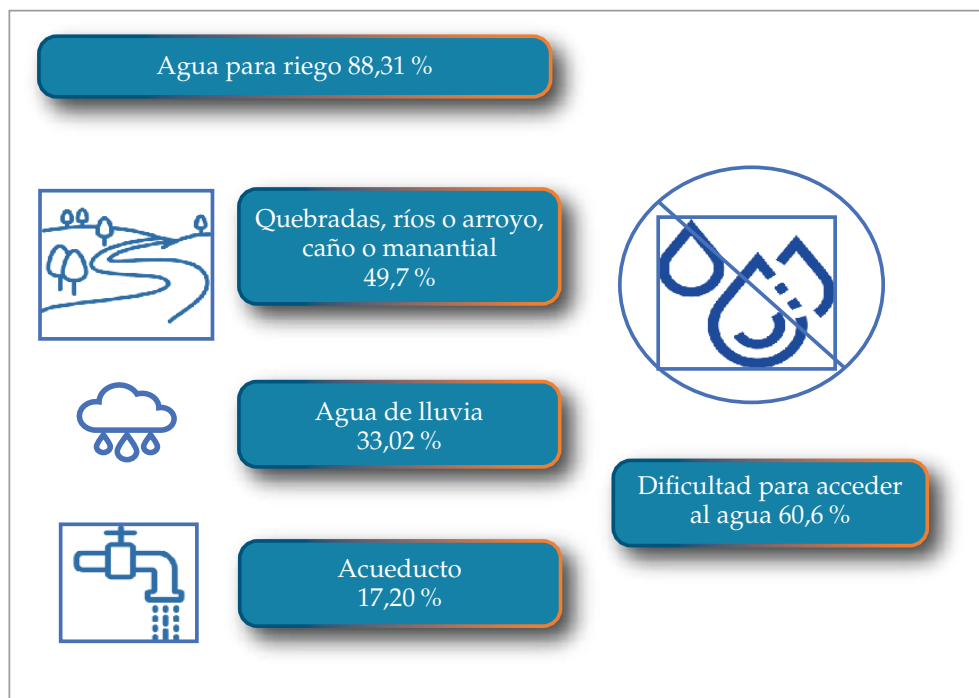 Agua para riego 88,31 %
Quebradas, ríos o arroyo,
caño o manantial
49,7 %
Agua de lluvia
33,02 %
Acueducto
17,20 %
Dificultad para acceder
al agua 60,6 %